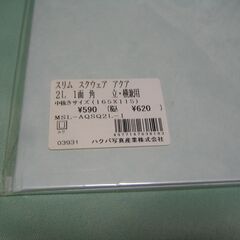 スリム スクウェア アクア
2L 1面 角 立・横兼用
中抜きサイズ(165X115)
¥590 (税込 ¥620 )
MSL-AQSQ2L-1
03931
ハクバ写真産業株式会社